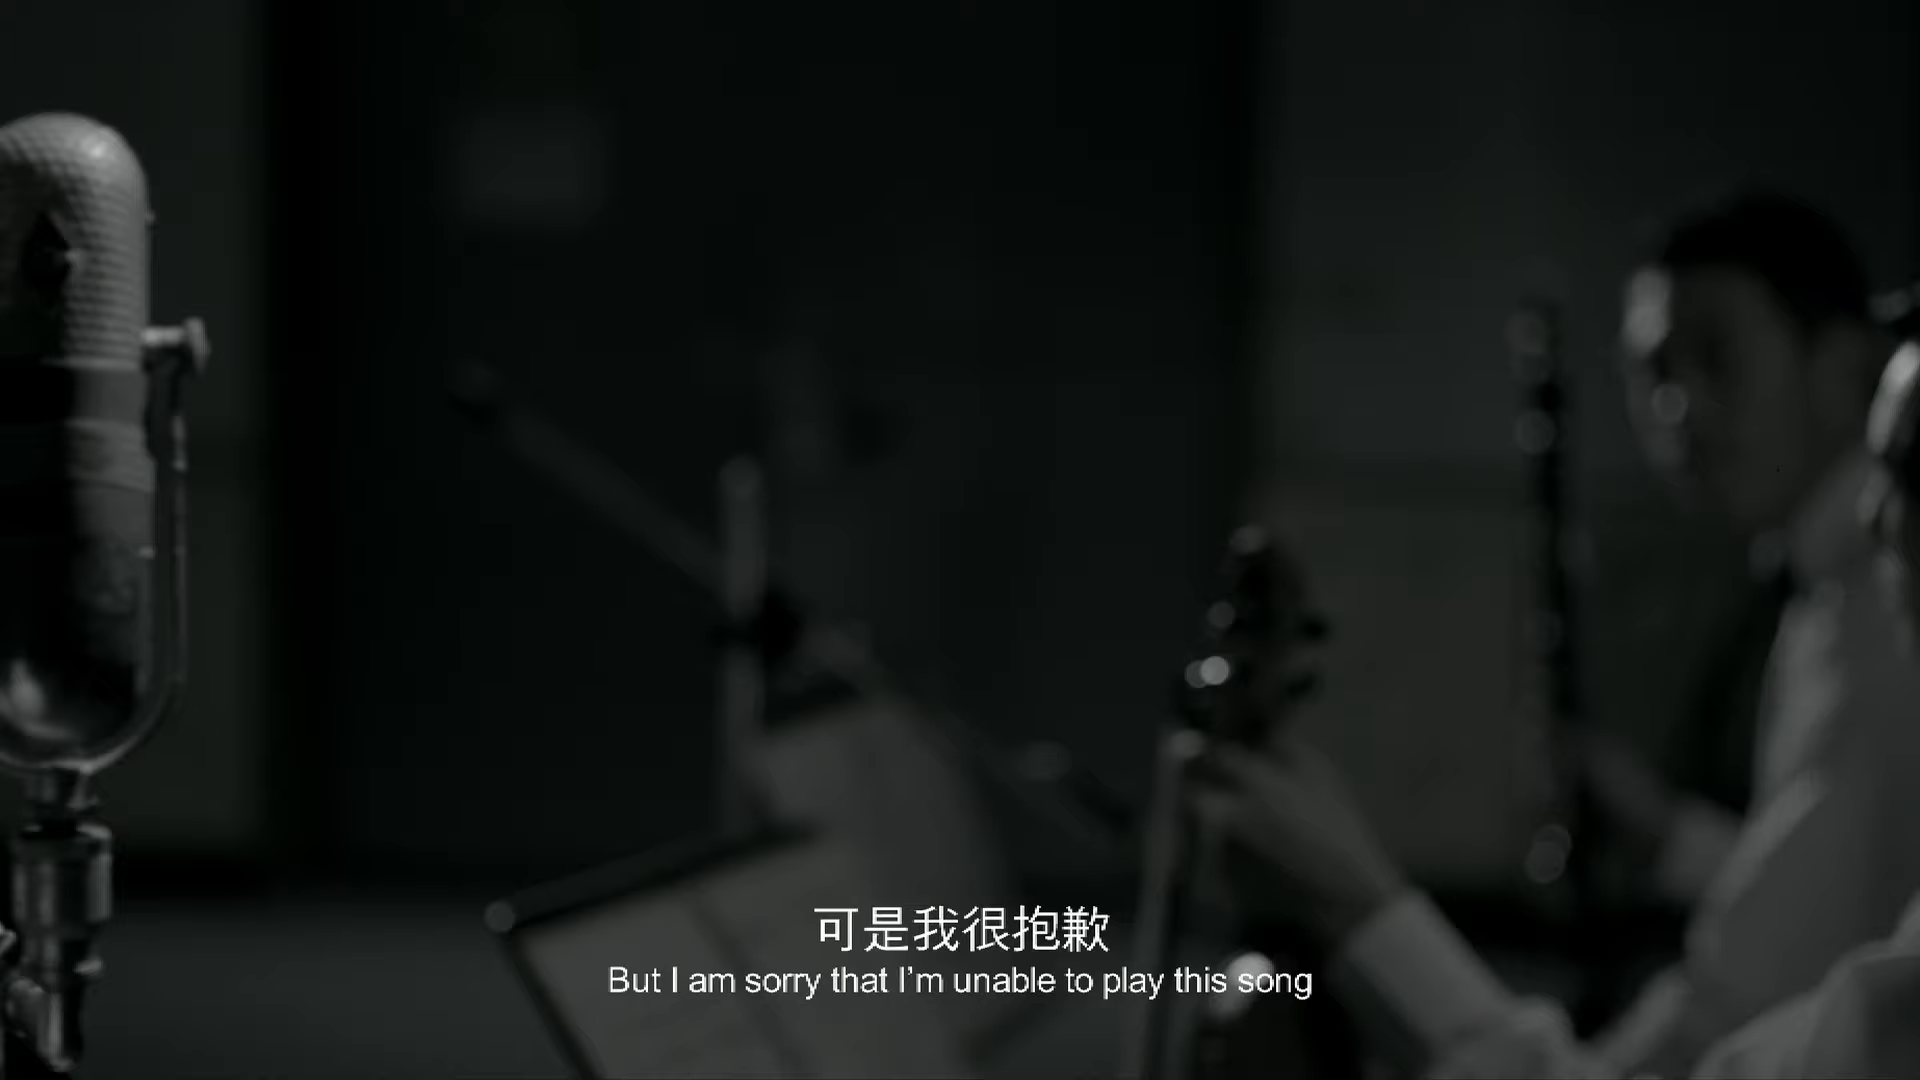 可是我很抱歉
But I am sorry that I'm unable to play this song